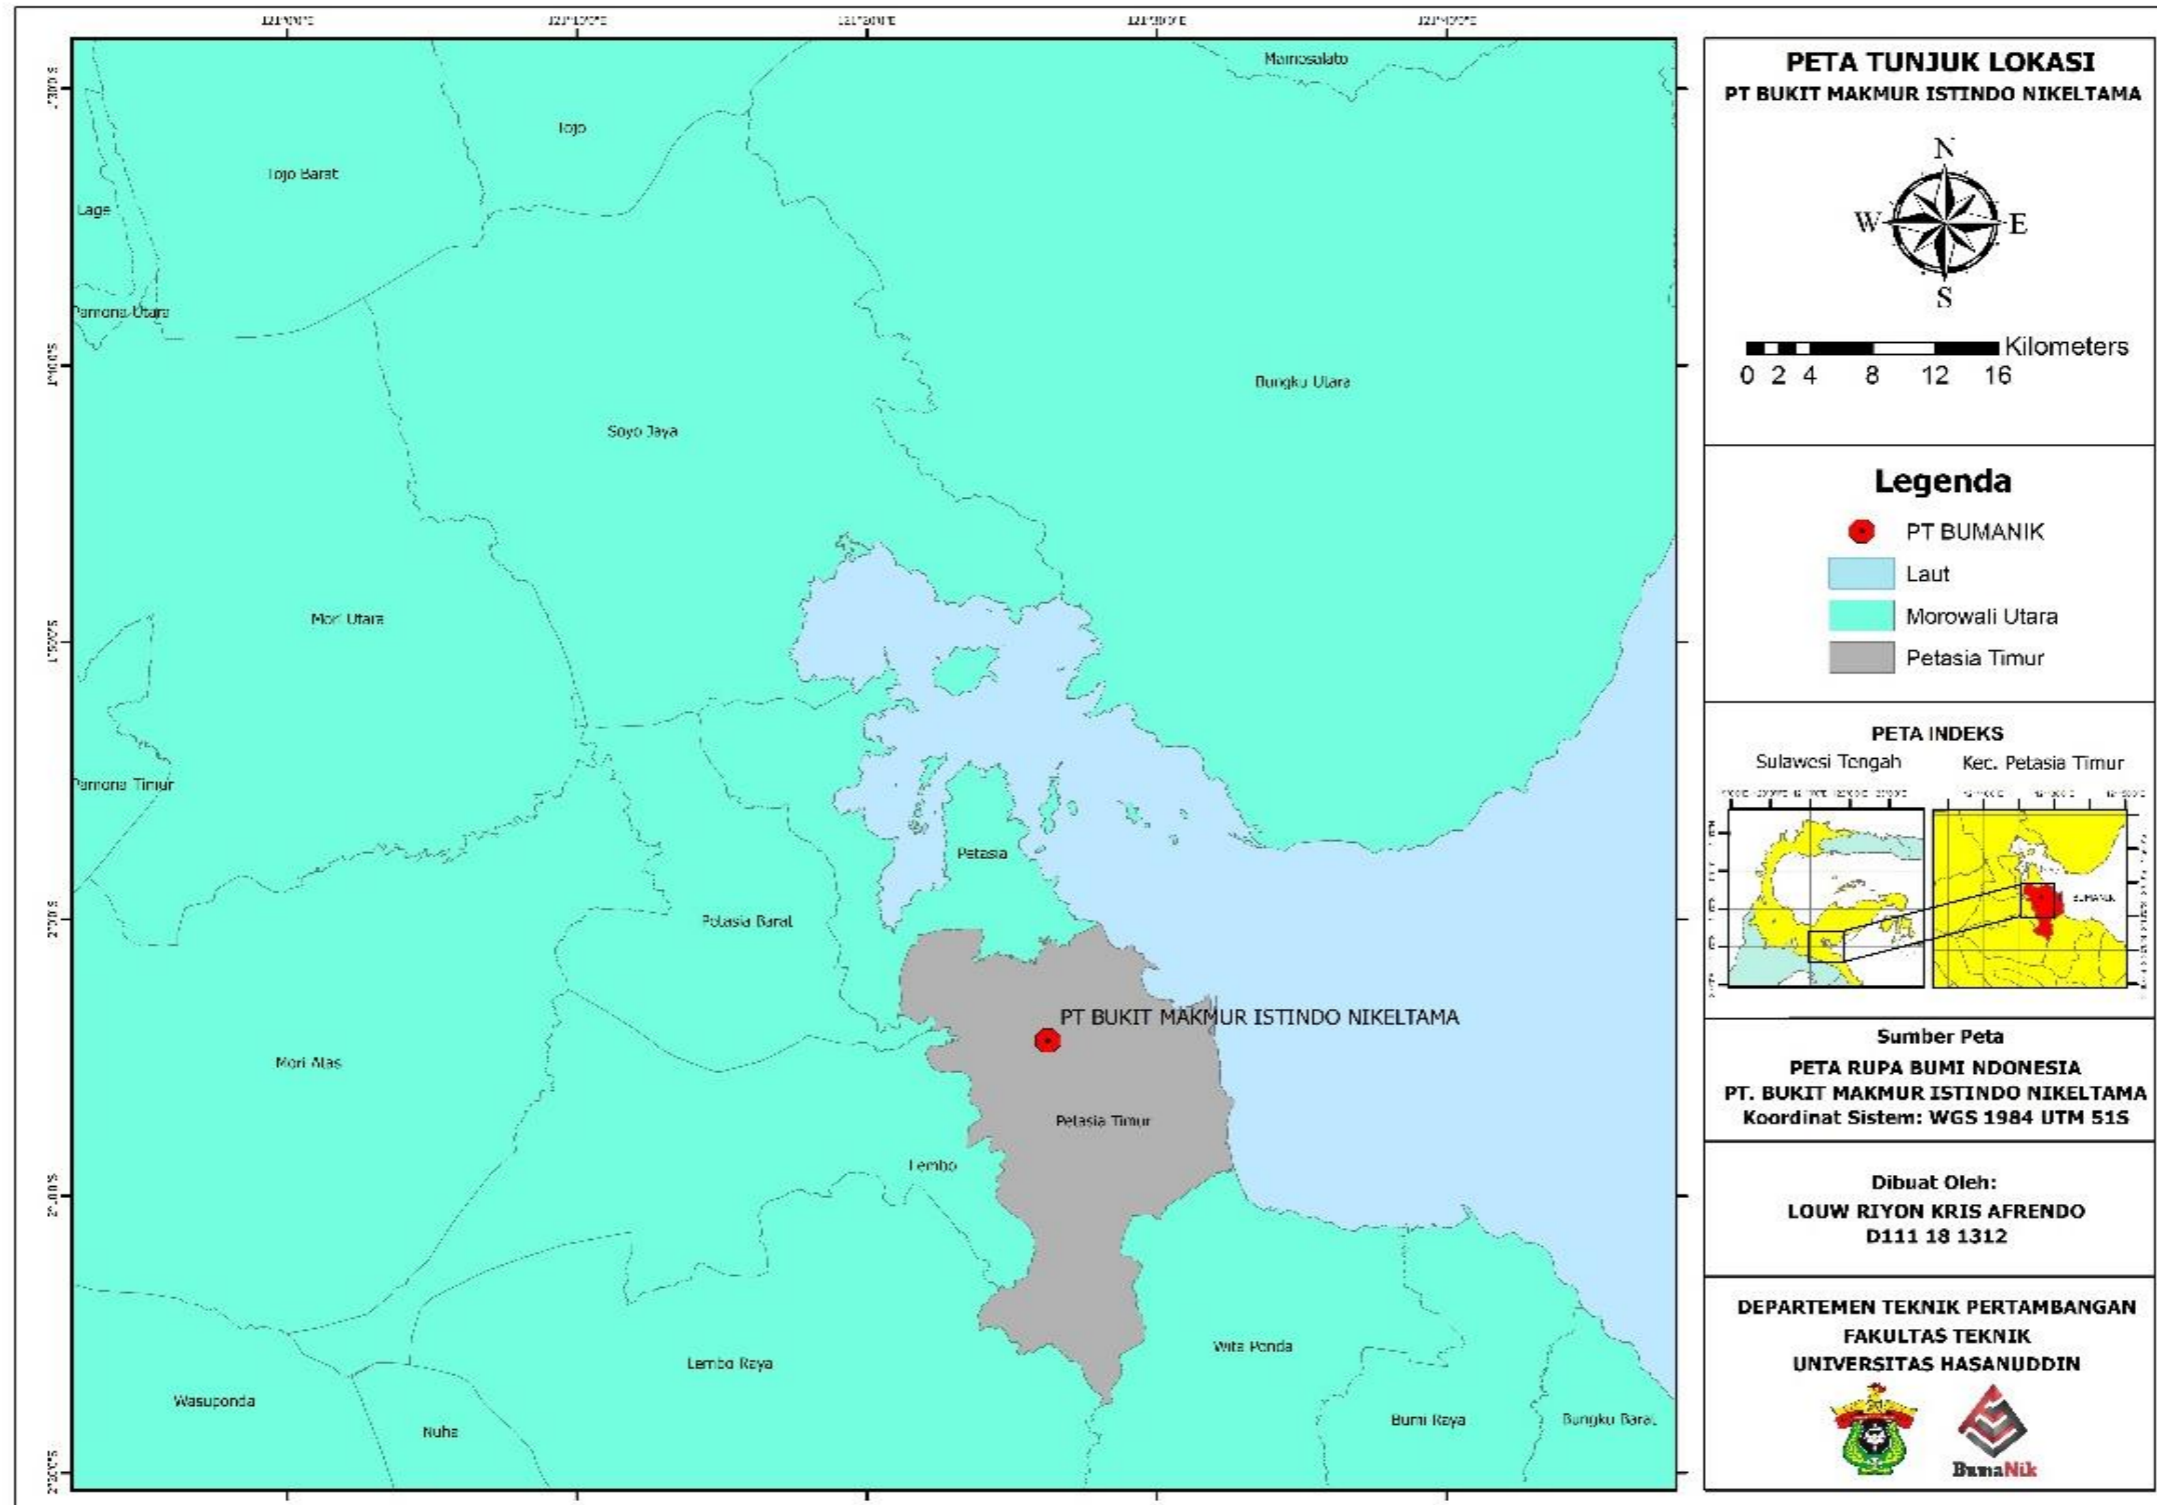 Mamosalato
Tojo
Tojo Barat
Lage
Pamona Utara
Bungku Utara
Soyo Jaya
Mori Utara
Pamona Timur
Petasia
Petasia Barat
PT BUKIT MAKMUR ISTINDO NIKELTAMA
Mori Atas
Petasia Timur
Lembo
Wita Ponda
Lembo Raya
Wasuponda
Nuha
Bumi Raya
Bungku Barat
PETA TUNJUK LOKASI
PT BUKIT MAKMUR ISTINDO NIKELTAMA
N
W E
S
Kilometers
0 2 4 8 12 16
Legenda
PT BUMANIK
Laut
Morowali Utara
Petasia Timur
PETA INDEKS
Sulawesi Tengah
Kec. Petasia Timur
BUMANIK
Sumber Peta
PETA RUPA BUMI NDONESIA
PT. BUKIT MAKMUR ISTINDO NIKELTAMA
Koordinat Sistem: WGS 1984 UTM 51S
Dibuat Oleh:
LOUW RIYON KRIS AFRENDO
D111 18 1312
DEPARTEMEN TEKNIK PERTAMBANGAN
FAKULTAS TEKNIK
UNIVERSITAS HASANUDDIN
BumaNik